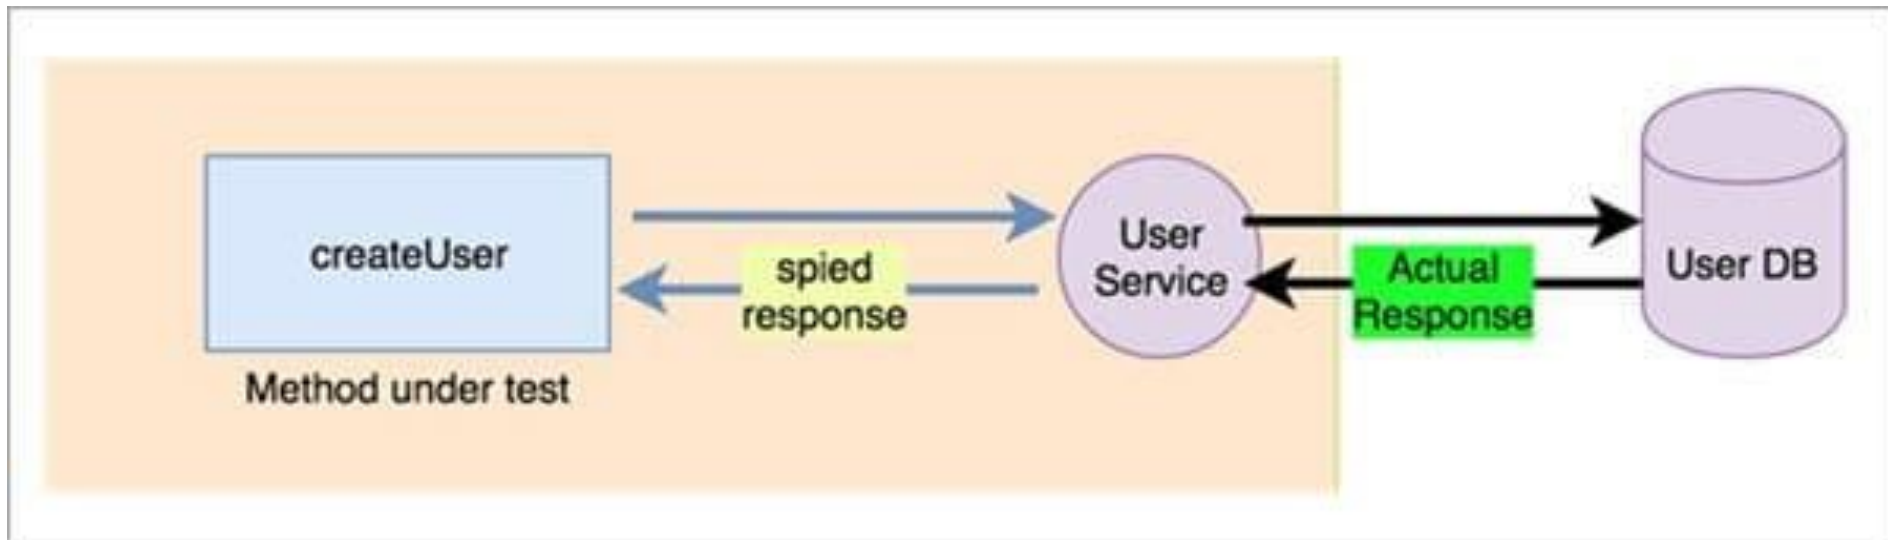 createUser
Method under test
spied
response
User
Service
Actual
Response
User DB